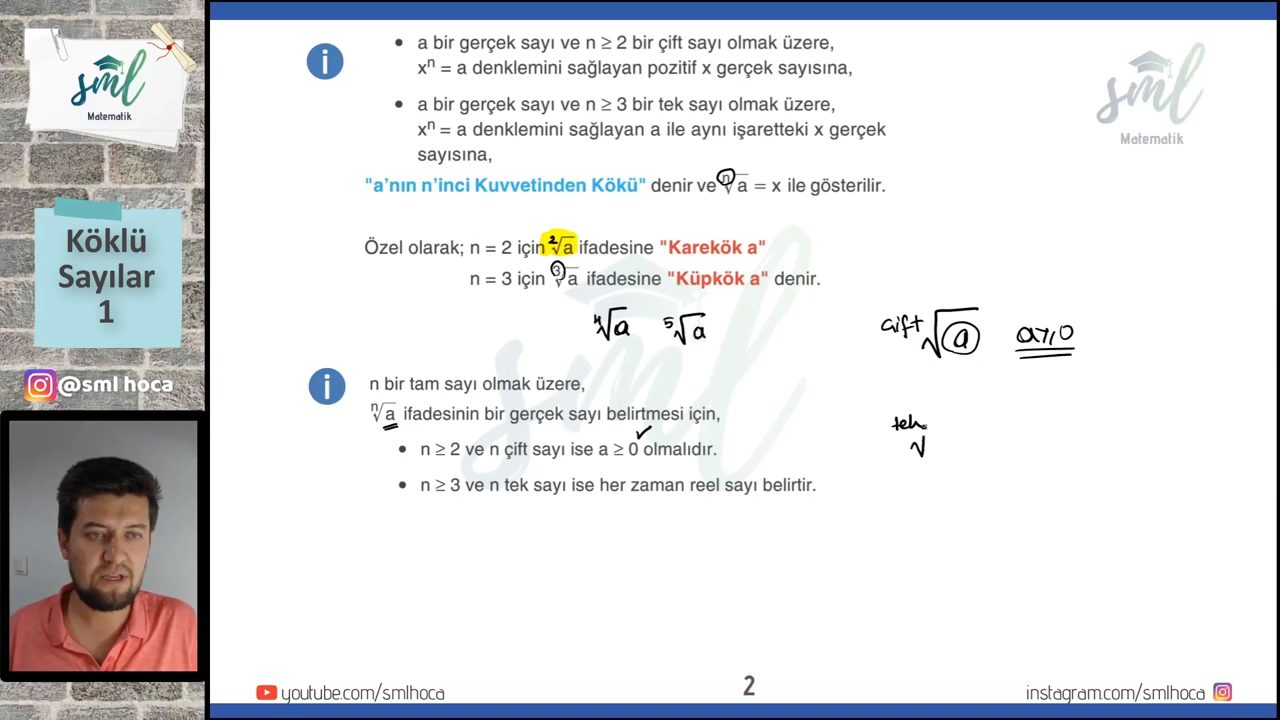 sml
Matematik
Köklü
Sayılar
1
@sml hoca
• a bir gerçek sayı ve n ≥ 2 bir çift sayı olmak üzere,
xⁿ = a denklemini sağlayan pozitif x gerçek sayısına,
• a bir gerçek sayı ve n ≥ 3 bir tek sayı olmak üzere,
xⁿ = a denklemini sağlayan a ile aynı işaretteki x gerçek
sayısına,
"a'nın n'inci Kuvvetinden Kökü" denir ve ⁿ√a = x ile gösterilir.
Özel olarak; n = 2 için ²√a ifadesine "Karekök a"
n = 3 için ³√a ifadesine "Küpkök a" denir.
⁴√a ⁵√a
çift√a a≥0
n bir tam sayı olmak üzere,
ⁿ√a ifadesinin bir gerçek sayı belirtmesi için,
• n ≥ 2 ve n çift sayı ise a ≥ 0 olmalıdır.
• n ≥ 3 ve n tek sayı ise her zaman reel sayı belirtir.
tek
√
sml
Matematik
youtube.com/smlhoca
2
instagram.com/smlhoca